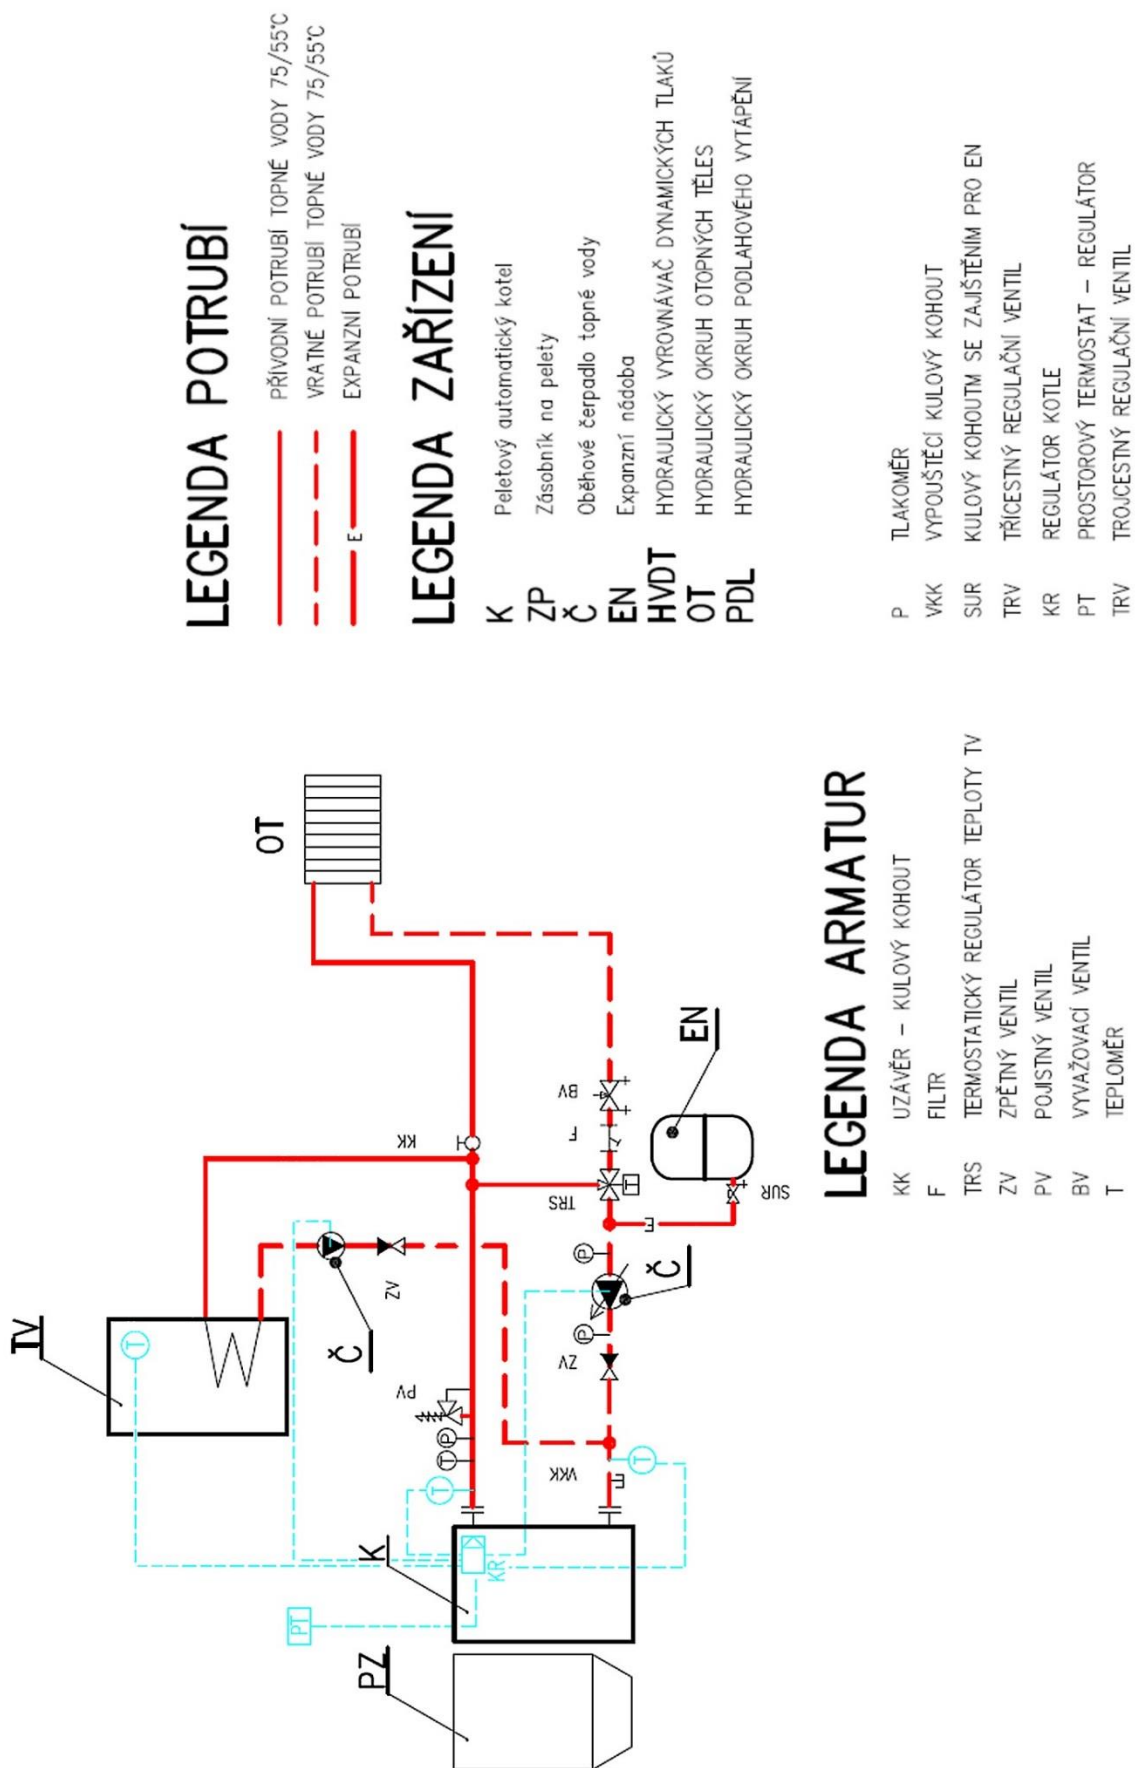 TV
T
Č
ZV
OT
PT
K
KR
PZ
T
T
P
PV
KK
TRS
T
F
BV
VKK
T
ZV
P
Č
P
E
SUR
EN
LEGENDA POTRUBÍ
PŘÍVODNÍ POTRUBÍ TOPNÉ VODY 75/55°C
VRATNÉ POTRUBÍ TOPNÉ VODY 75/55°C
E EXPANZNÍ POTRUBÍ
LEGENDA ZAŘÍZENÍ
K Peletový automatický kotel
ZP Zásobník na pelety
Č Oběhové čerpadlo topné vody
EN Expanzní nádoba
HVDT HYDRAULICKÝ VYROVNÁVAČ DYNAMICKÝCH TLAKŮ
OT HYDRAULICKÝ OKRUH OTOPNÝCH TĚLES
PDL HYDRAULICKÝ OKRUH PODLAHOVÉHO VYTÁPĚNÍ
LEGENDA ARMATUR
KK UZÁVĚR - KULOVÝ KOHOUT
F FILTR
TRS TERMOSTATICKÝ REGULÁTOR TEPLOTY TV
ZV ZPĚTNÝ VENTIL
PV POJISTNÝ VENTIL
BV VYVAŽOVACÍ VENTIL
T TEPLOMĚR
P TLAKOMĚR
VKK VYPOUŠTĚCÍ KULOVÝ KOHOUT
SUR KULOVÝ KOHOUTM SE ZAJIŠTĚNÍM PRO EN
TRV TŘÍCESTNÝ REGULAČNÍ VENTIL
KR REGULÁTOR KOTLE
PT PROSTOROVÝ TERMOSTAT - REGULÁTOR
TRV TROJCESTNÝ REGULAČNÍ VENTIL